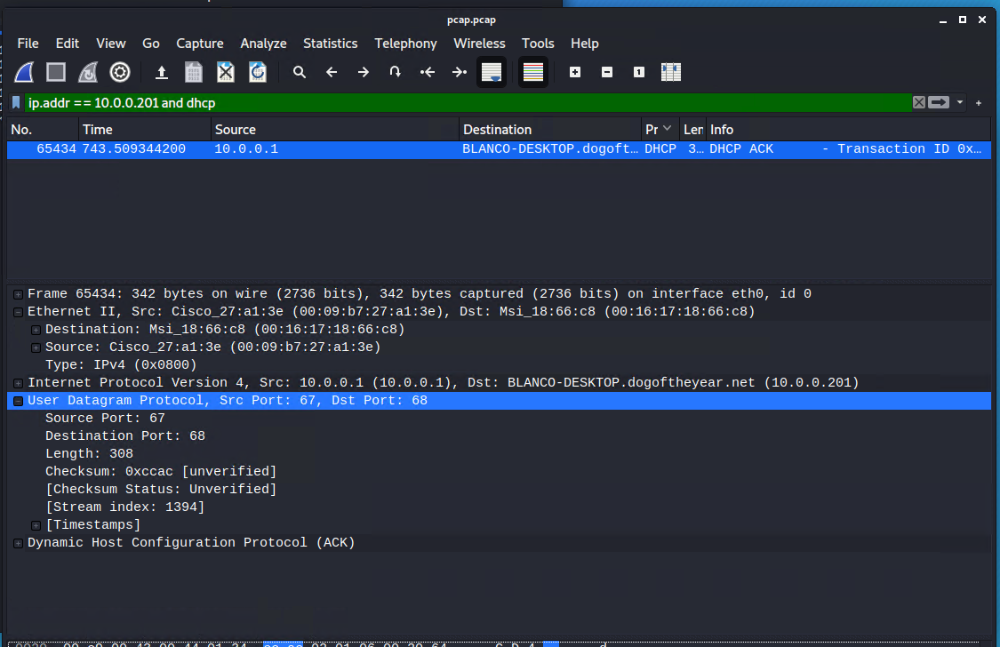 pcap.pcap
File Edit View Go Capture Analyze Statistics Telephony Wireless Tools Help
ip.addr == 10.0.0.201 and dhcp
No. Time Source Destination Pr Ler Info
65434 743.509344200 10.0.0.1 BLANCO-DESKTOP.dogoft… DHCP 3… DHCP ACK - Transaction ID 0x…
Frame 65434: 342 bytes on wire (2736 bits), 342 bytes captured (2736 bits) on interface eth0, id 0
Ethernet II, Src: Cisco_27:a1:3e (00:09:b7:27:a1:3e), Dst: Msi_18:66:c8 (00:16:17:18:66:c8)
Destination: Msi_18:66:c8 (00:16:17:18:66:c8)
Source: Cisco_27:a1:3e (00:09:b7:27:a1:3e)
Type: IPv4 (0x0800)
Internet Protocol Version 4, Src: 10.0.0.1 (10.0.0.1), Dst: BLANCO-DESKTOP.dogoftheyear.net (10.0.0.201)
User Datagram Protocol, Src Port: 67, Dst Port: 68
Source Port: 67
Destination Port: 68
Length: 308
Checksum: 0xccac [unverified]
[Checksum Status: Unverified]
[Stream index: 1394]
[Timestamps]
Dynamic Host Configuration Protocol (ACK)